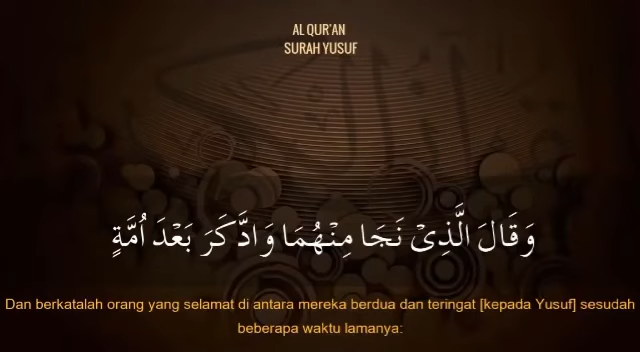 AL QUR'AN
SURAH YUSUF
وَقَالَ الَّذِىْ نَجَا مِنْهُمَا وَادَّكَرَ بَعْدَ اُمَّةٍ
Dan berkatalah orang yang selamat di antara mereka berdua dan teringat [kepada Yusuf] sesudah
beberapa waktu lamanya: